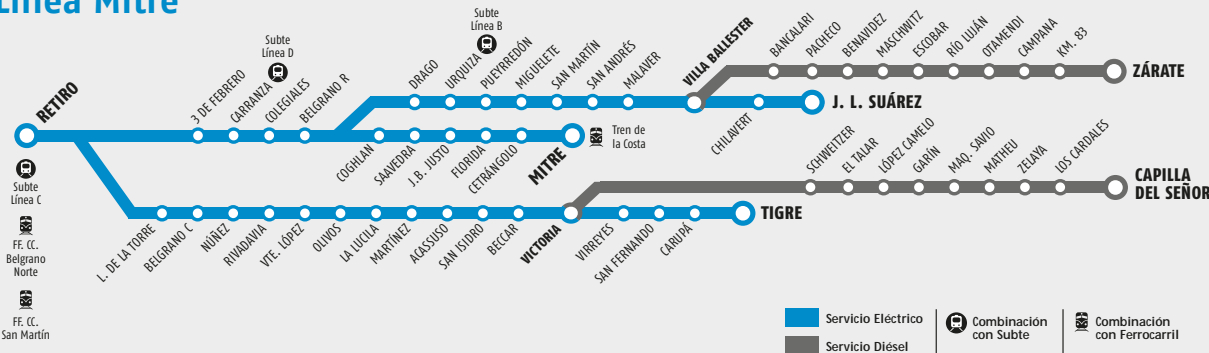 Línea Mitre
RETIRO
Subte
Línea C
FF. CC.
Belgrano
Norte
FF. CC.
San Martín
3 DE FEBRERO
CARRANZA
Subte
Línea D
COLEGIALES
BELGRANO R
DRAGO
URQUIZA
Subte
Línea B
PUEYRREDÓN
MIGUELETE
SAN MARTÍN
SAN ANDRÉS
MALAVER
VILLA BALLESTER
CHILAVERT
J. L. SUÁREZ
BANCALARI
PACHECO
BENAVIDEZ
MASCHWITZ
ESCOBAR
RÍO LUJÁN
OTAMENDI
CAMPANA
KM. 83
ZÁRATE
COGHLAN
SAAVEDRA
J.B. JUSTO
FLORIDA
CETRÁNGOLO
MITRE
Tren de
la Costa
L. DE LA TORRE
BELGRANO C
NÚÑEZ
RIVADAVIA
VTE. LÓPEZ
OLIVOS
LA LUCILA
MARTÍNEZ
ACASSUSO
SAN ISIDRO
BECCAR
VICTORIA
VIRREYES
SAN FERNANDO
CARUPÁ
TIGRE
SCHWEITZER
EL TALAR
LÓPEZ CAMELO
GARÍN
MAQ. SAVIO
MATHEU
ZELAYA
LOS CARDALES
CAPILLA
DEL SEÑOR
Servicio Eléctrico
Servicio Diésel
Combinación
con Subte
Combinación
con Ferrocarril